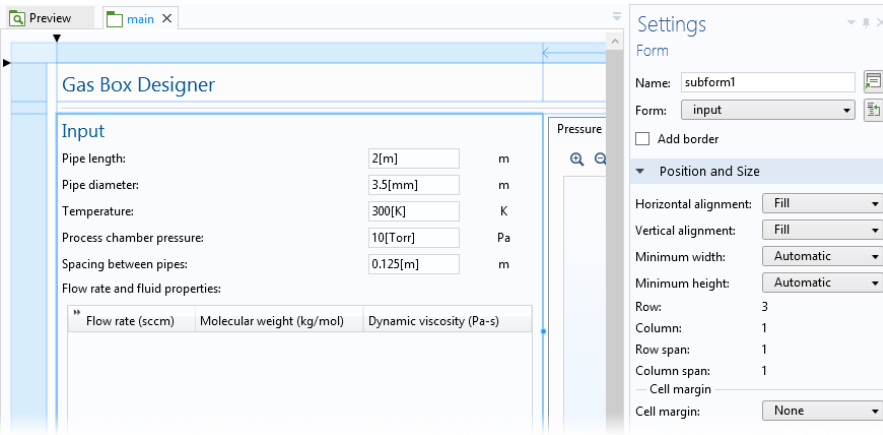 Preview
main
Gas Box Designer
Input
Pipe length: 2[m] m
Pipe diameter: 3.5[mm] m
Temperature: 300[K] K
Process chamber pressure: 10[Torr] Pa
Spacing between pipes: 0.125[m] m
Flow rate and fluid properties:
Flow rate (sccm) Molecular weight (kg/mol) Dynamic viscosity (Pa-s)
Pressure
Settings
Form
Name: subform1
Form: input
Add border
Position and Size
Horizontal alignment: Fill
Vertical alignment: Fill
Minimum width: Automatic
Minimum height: Automatic
Row: 3
Column: 1
Row span: 1
Column span: 1
Cell margin
Cell margin: None